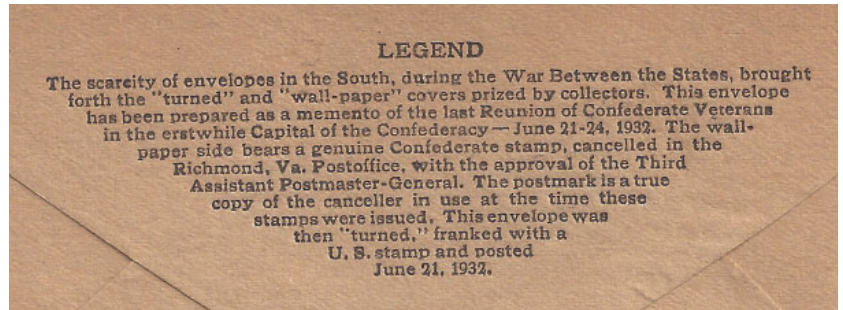 LEGEND
The scarcity of envelopes in the South, during the War Between the States, brought
forth the "turned" and "wall-paper" covers prized by collectors. This envelope
has been prepared as a memento of the last Reunion of Confederate Veterans
in the erstwhile Capital of the Confederacy — June 21-24, 1932. The wall-
paper side bears a genuine Confederate stamp, cancelled in the
Richmond, Va. Postoffice, with the approval of the Third
Assistant Postmaster-General. The postmark is a true
copy of the canceller in use at the time these
stamps were issued. This envelope was
then "turned," franked with a
U. S. stamp and posted
June 21, 1932.